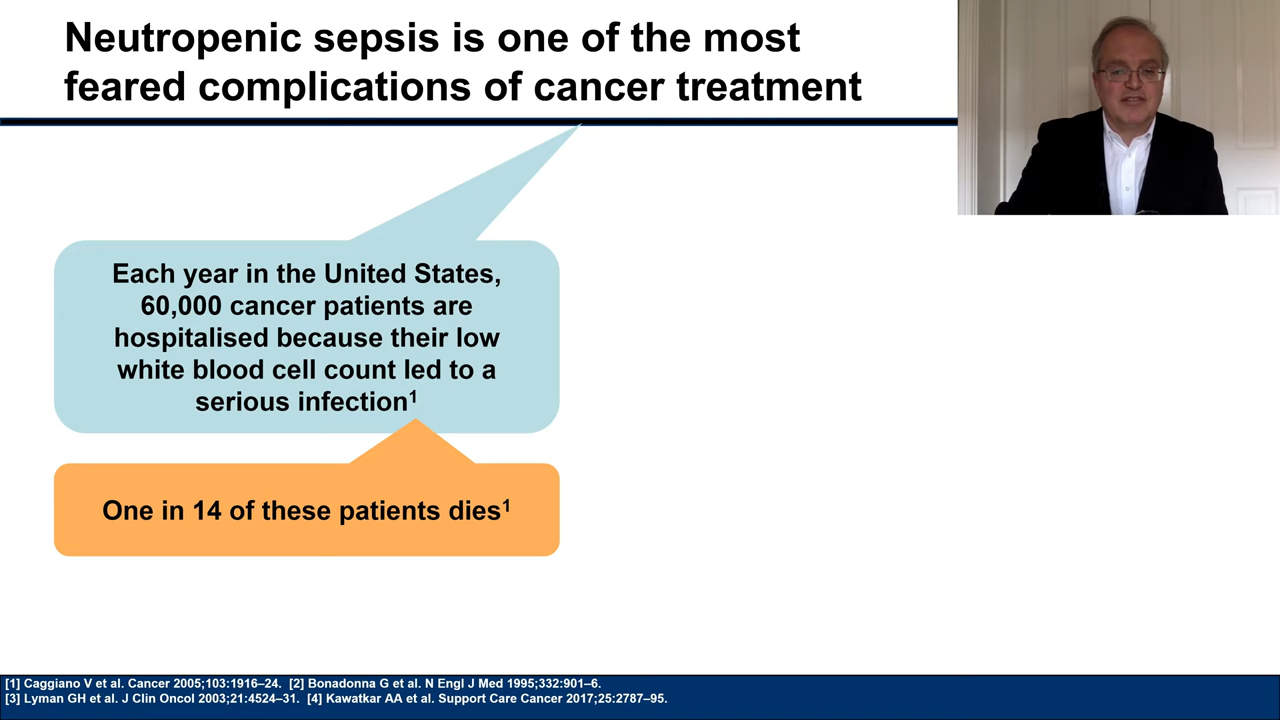 Neutropenic sepsis is one of the most
feared complications of cancer treatment
Each year in the United States,
60,000 cancer patients are
hospitalised because their low
white blood cell count led to a
serious infection¹
One in 14 of these patients dies¹
[1] Caggiano V et al. Cancer 2005;103:1916–24. [2] Bonadonna G et al. N Engl J Med 1995;332:901–6.
[3] Lyman GH et al. J Clin Oncol 2003;21:4524–31. [4] Kawatkar AA et al. Support Care Cancer 2017;25:2787–95.